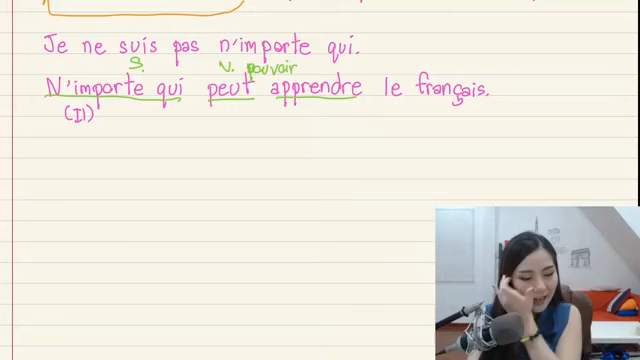 Je ne suis pas n'importe qui.
S. V. pouvoir
N'importe qui peut apprendre le français.
(Il)